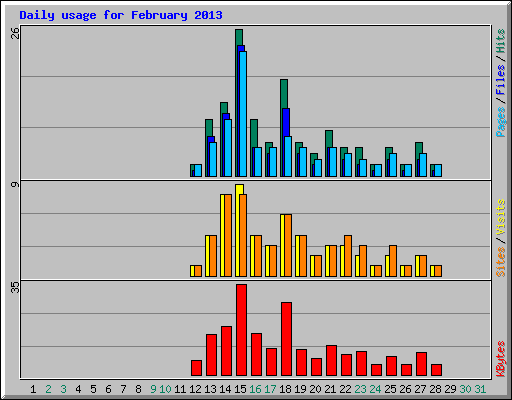 Daily usage for February 2013
26
Pages/Files/Hits
9
Sites/Visits
35
KBytes
1 2 3 4 5 6 7 8 9 10 11 12 13 14 15 16 17 18 19 20 21 22 23 24 25 26 27 28 29 30 31